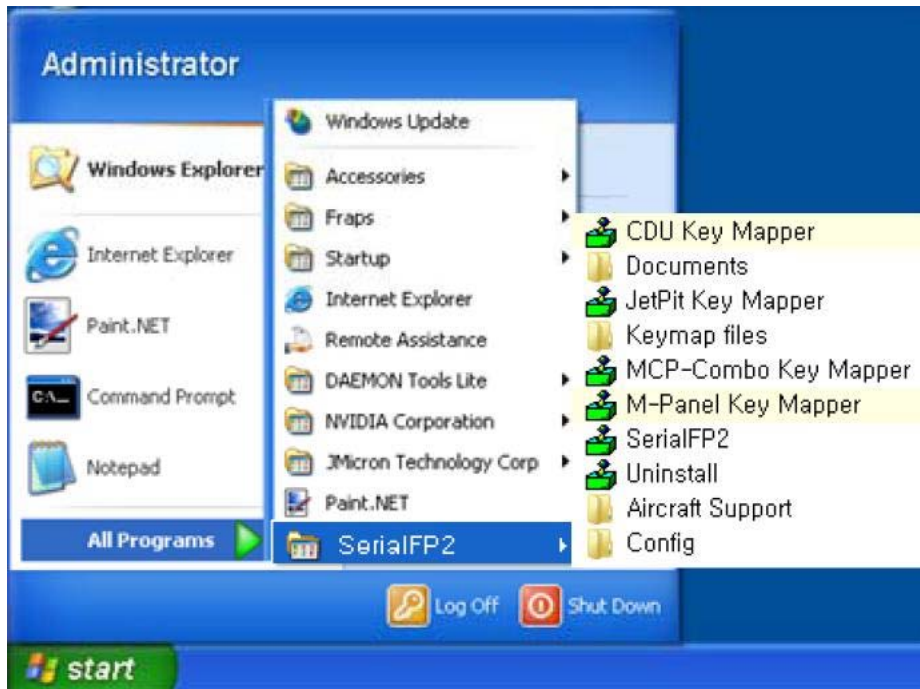 Administrator
Windows Explorer
Internet Explorer
Paint.NET
C:\_
Command Prompt
Notepad
All Programs
Windows Update
Accessories
Fraps
Startup
Internet Explorer
Remote Assistance
DAEMON Tools Lite
NVIDIA Corporation
JMicron Technology Corp
Paint.NET
SerialFP2
CDU Key Mapper
Documents
JetPit Key Mapper
Keymap files
MCP-Combo Key Mapper
M-Panel Key Mapper
SerialFP2
Uninstall
Aircraft Support
Config
Log Off
Shut Down
start